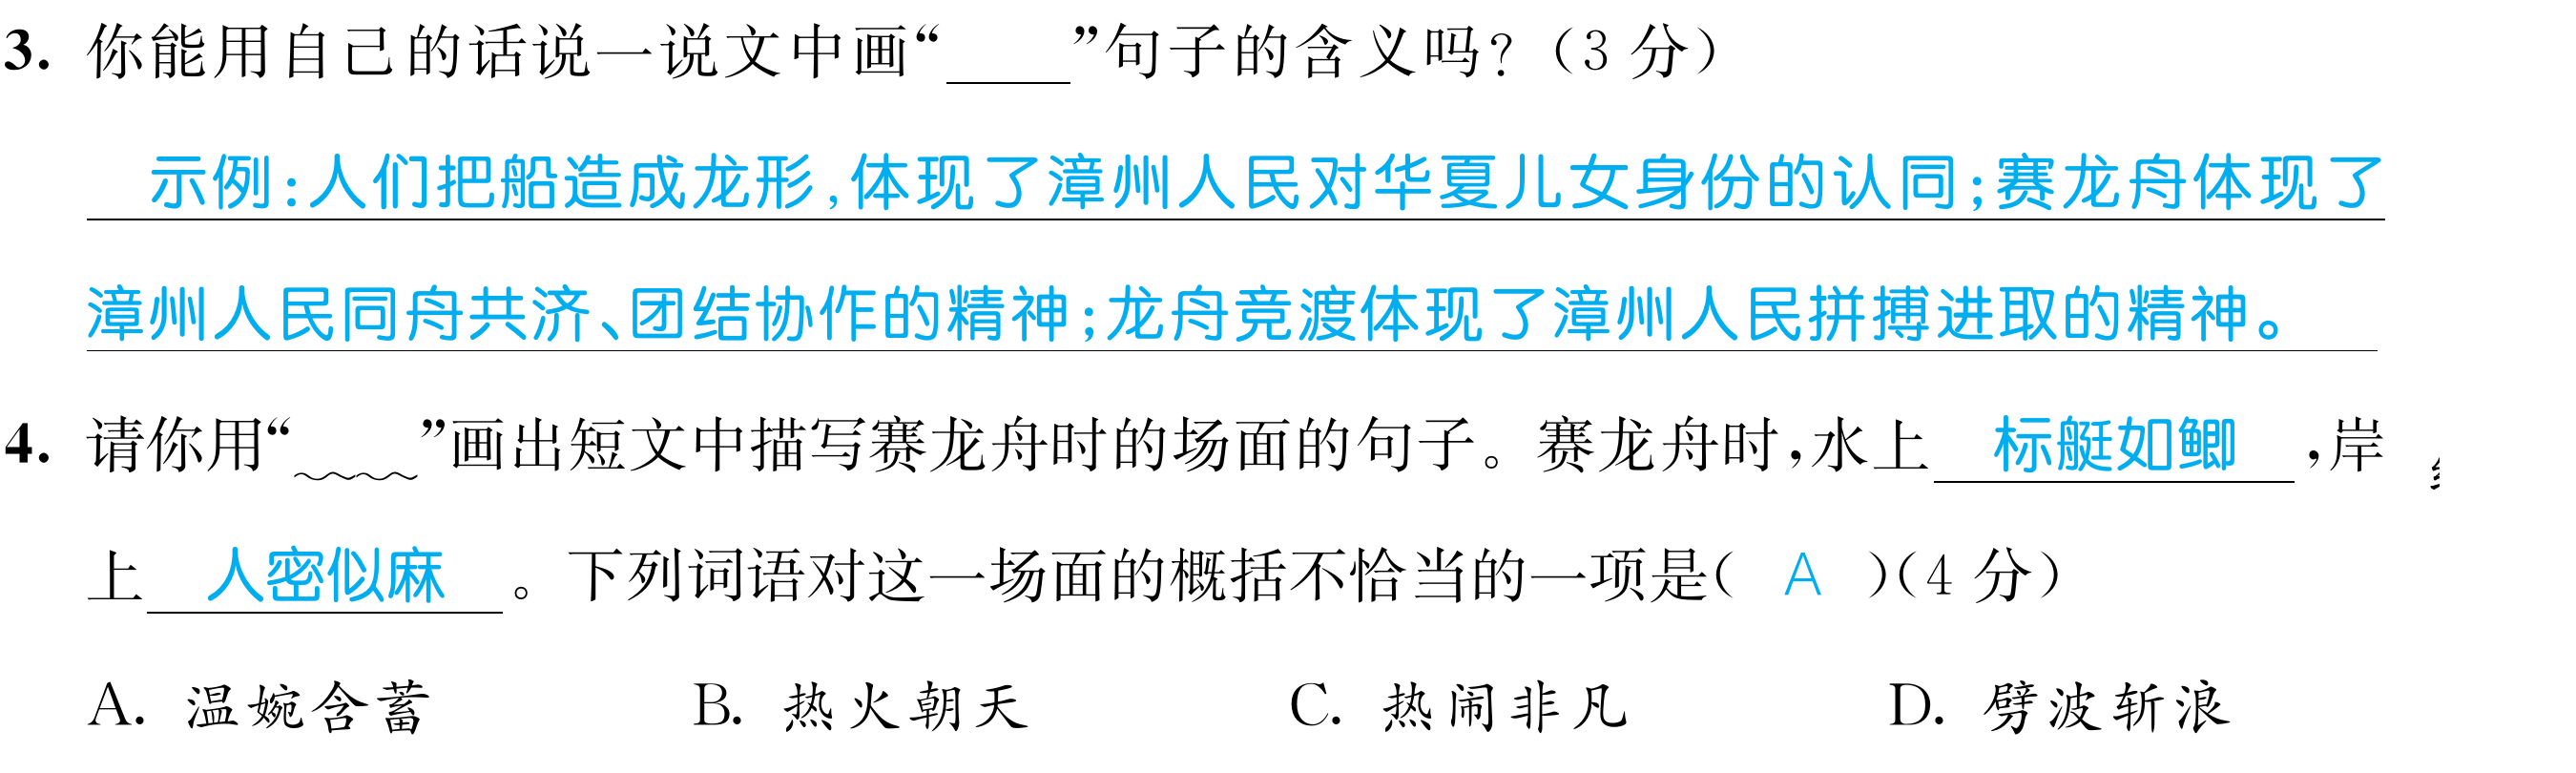 3. 你能用自己的话说一说文中画“____”句子的含义吗?(3 分)
示例:人们把船造成龙形,体现了漳州人民对华夏儿女身份的认同;赛龙舟体现了
漳州人民同舟共济、团结协作的精神;龙舟竞渡体现了漳州人民拼搏进取的精神。
4. 请你用“﹏﹏”画出短文中描写赛龙舟时的场面的句子。赛龙舟时,水上 标艇如鲫 ,岸
上 人密似麻 。下列词语对这一场面的概括不恰当的一项是( A )(4 分)
A. 温婉含蓄 B. 热火朝天 C. 热闹非凡 D. 劈波斩浪